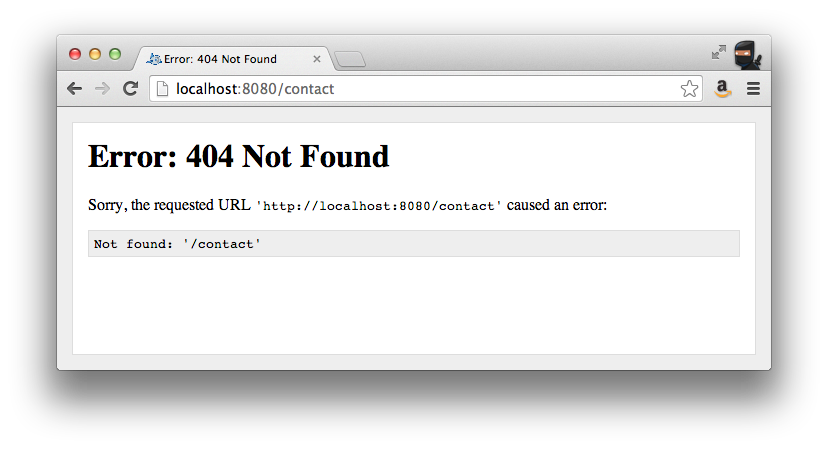 Error: 404 Not Found
localhost:8080/contact
a
Error: 404 Not Found
Sorry, the requested URL 'http://localhost:8080/contact' caused an error:
Not found: '/contact'